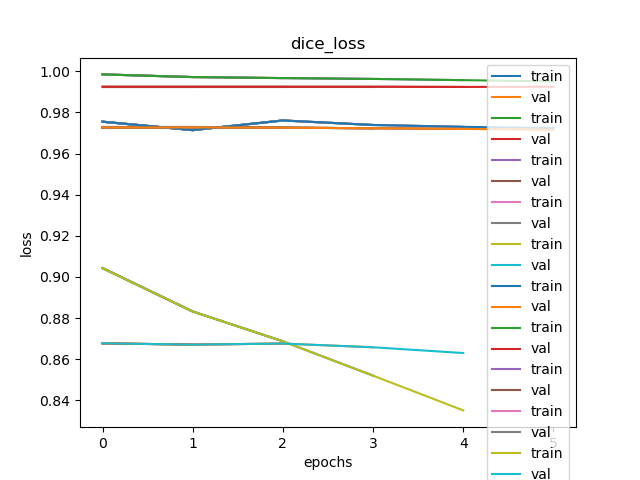 dice_loss
1.00
0.98
0.96
0.94
0.92
0.90
0.88
0.86
0.84
loss
0 1 2 3 4 5
epochs
train
val
train
val
train
val
train
val
train
val
train
val
train
val
train
val
train
val
train
val